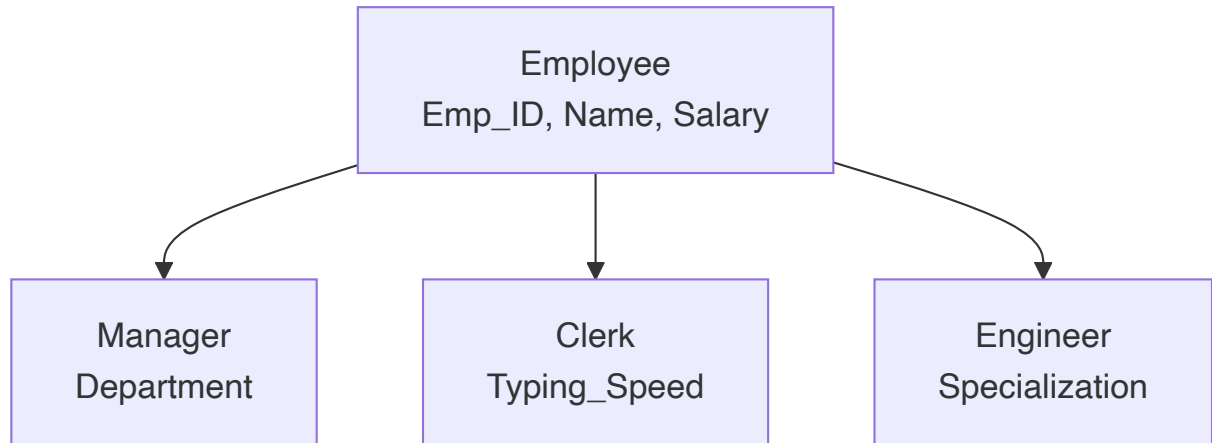 Employee
Emp_ID, Name, Salary
Manager
Department
Clerk
Typing_Speed
Engineer
Specialization